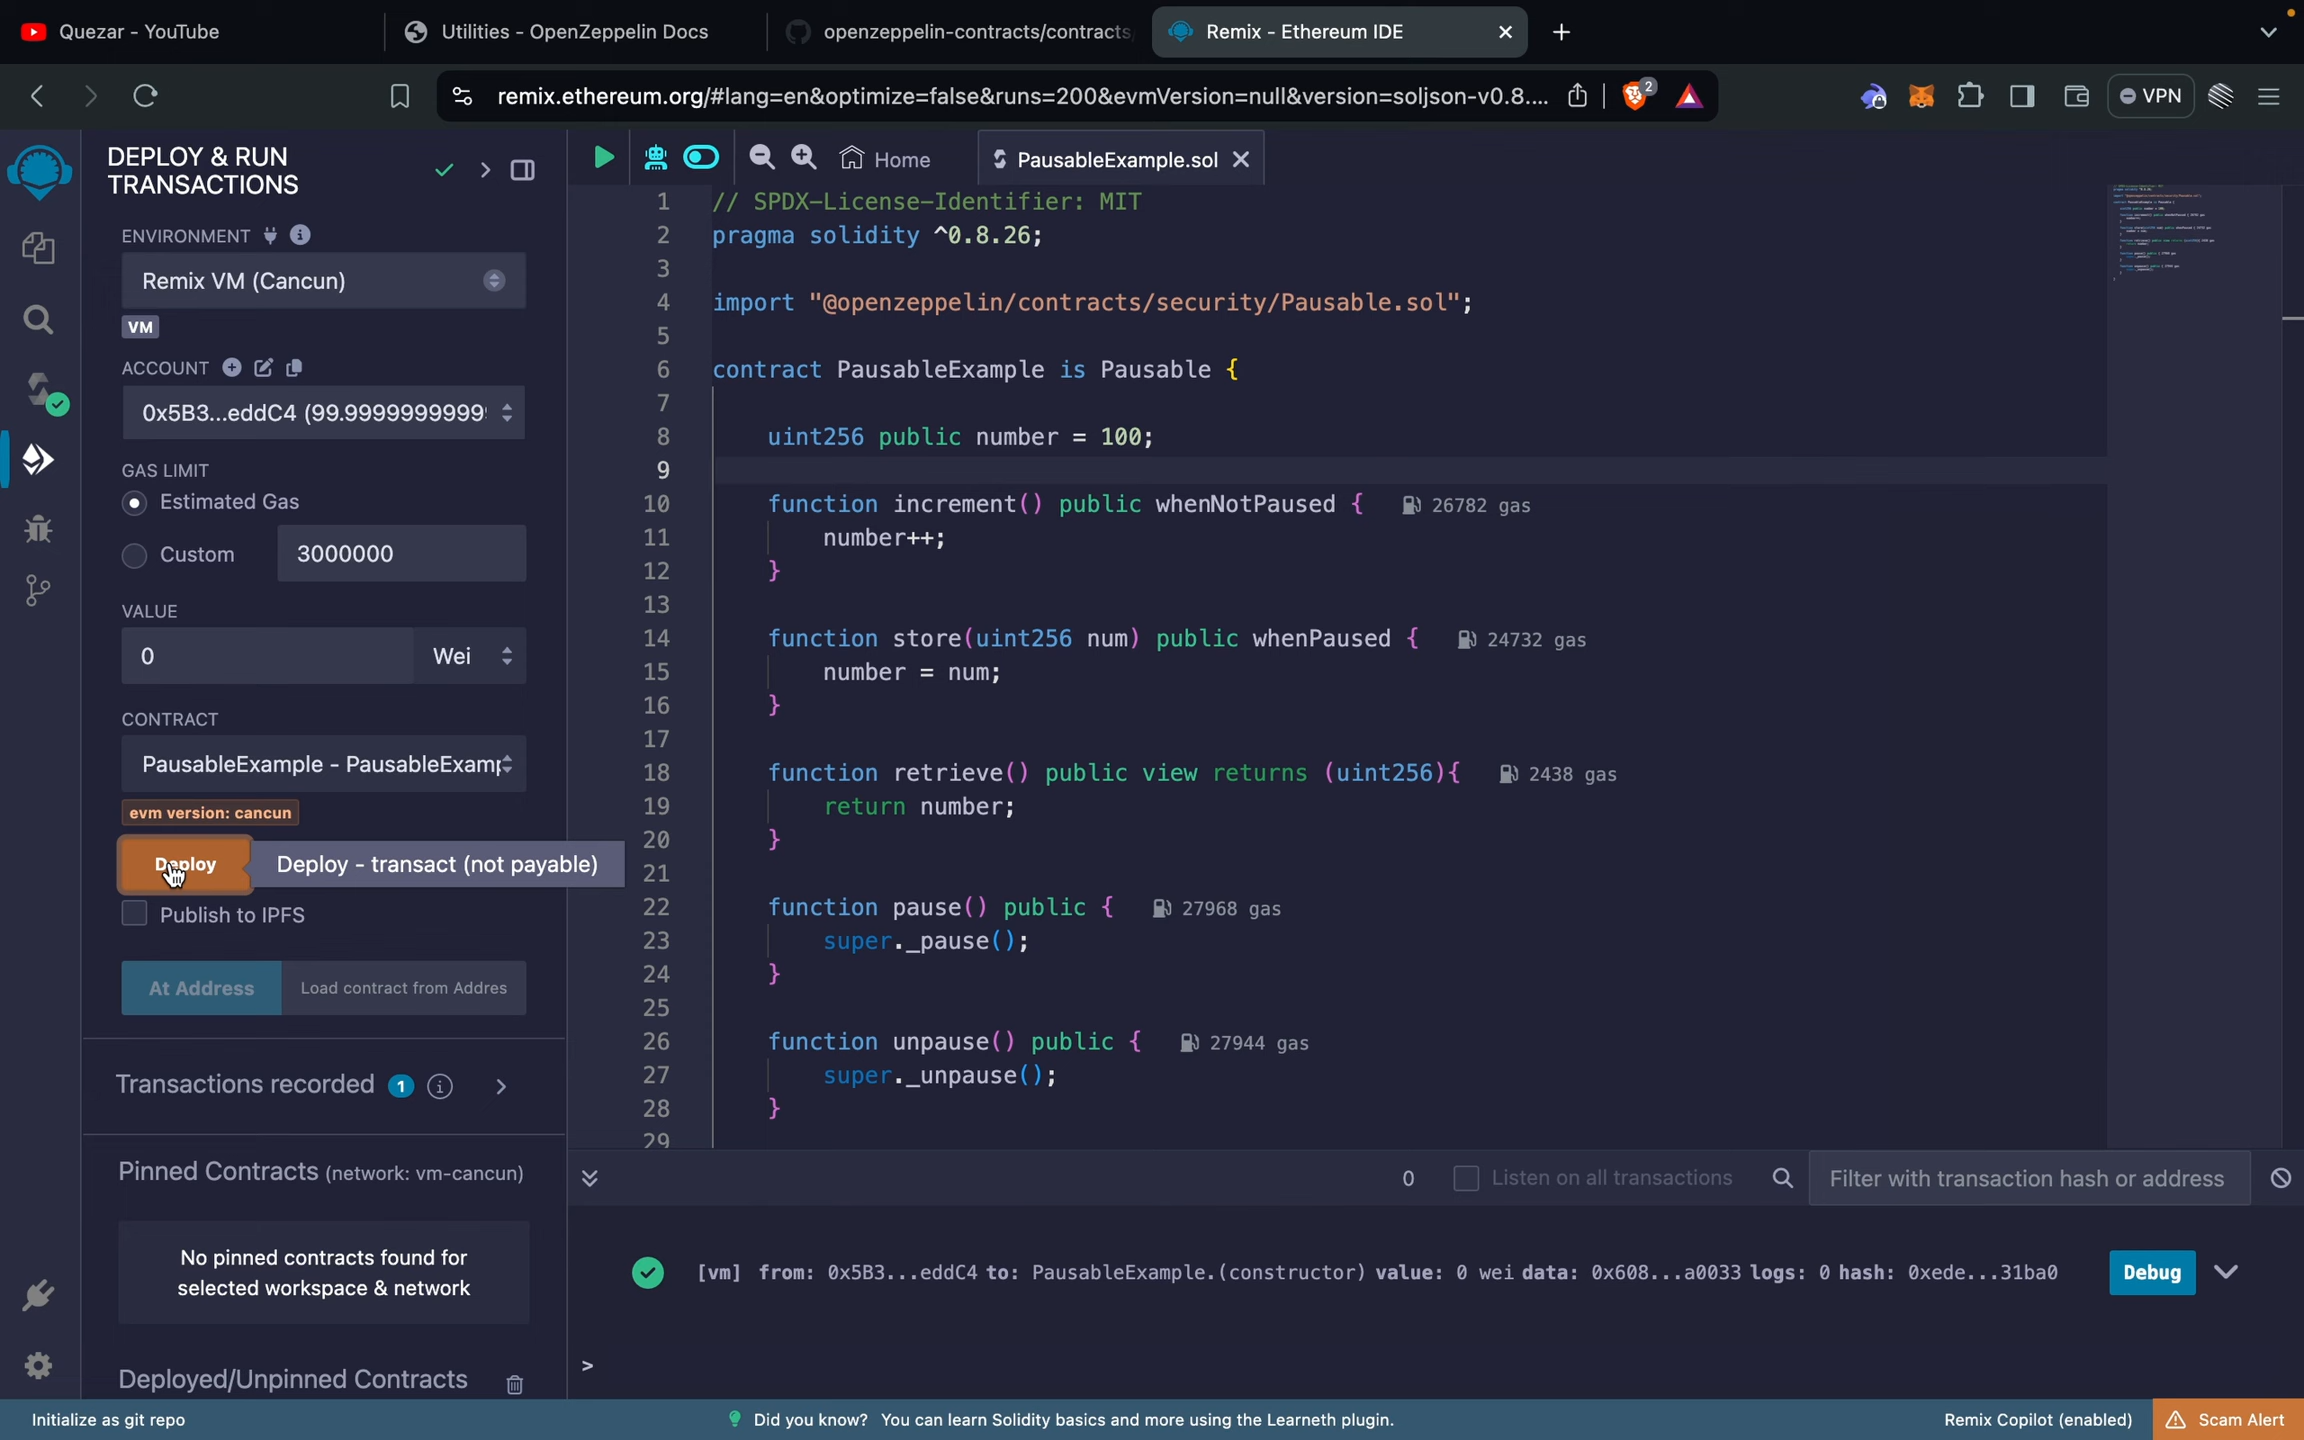 Quezar - YouTube
Utilities - OpenZeppelin Docs
openzeppelin-contracts/contracts
Remix - Ethereum IDE
remix.ethereum.org/#lang=en&optimize=false&runs=200&evmVersion=null&version=soljson-v0.8....
2
VPN
DEPLOY & RUN
TRANSACTIONS
ENVIRONMENT
Remix VM (Cancun)
VM
ACCOUNT
0x5B3...eddC4 (99.9999999999
GAS LIMIT
Estimated Gas
Custom
3000000
VALUE
0
Wei
CONTRACT
PausableExample - PausableExamp
evm version: cancun
Deploy
Deploy - transact (not payable)
Publish to IPFS
At Address
Load contract from Addres
Transactions recorded 1
Pinned Contracts (network: vm-cancun)
No pinned contracts found for
selected workspace & network
Deployed/Unpinned Contracts
Home
PausableExample.sol
1 // SPDX-License-Identifier: MIT
2 pragma solidity ^0.8.26;
3
4 import "@openzeppelin/contracts/security/Pausable.sol";
5
6 contract PausableExample is Pausable {
7
8 uint256 public number = 100;
9
10 function increment() public whenNotPaused { 26782 gas
11 number++;
12 }
13
14 function store(uint256 num) public whenPaused { 24732 gas
15 number = num;
16 }
17
18 function retrieve() public view returns (uint256){ 2438 gas
19 return number;
20 }
21
22 function pause() public { 27968 gas
23 super._pause();
24 }
25
26 function unpause() public { 27944 gas
27 super._unpause();
28 }
29
0
Listen on all transactions
Filter with transaction hash or address
[vm] from: 0x5B3...eddC4 to: PausableExample.(constructor) value: 0 wei data: 0x608...a0033 logs: 0 hash: 0xede...31ba0
Debug
>
Initialize as git repo
Did you know? You can learn Solidity basics and more using the Learneth plugin.
Remix Copilot (enabled)
Scam Alert